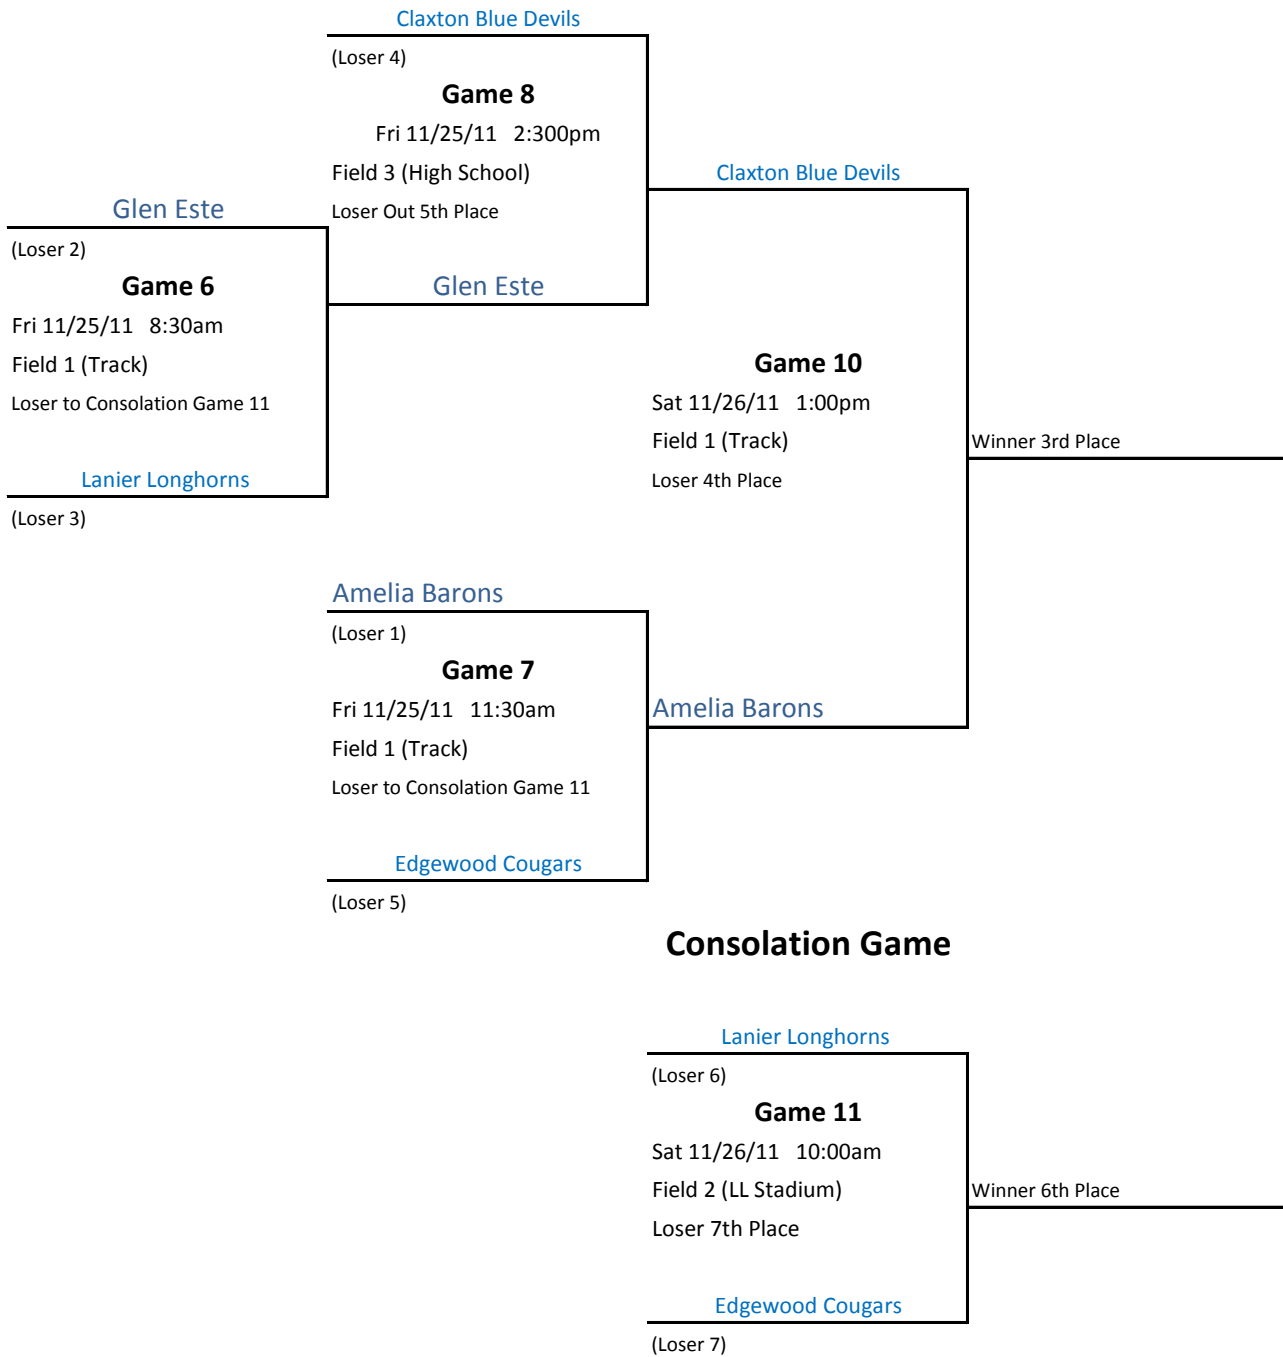 Claxton Blue Devils
(Loser 4)
Game 8
Fri 11/25/11 2:300pm
Field 3 (High School)
Loser Out 5th Place
Claxton Blue Devils
Glen Este
(Loser 2)
Game 6
Glen Este
Fri 11/25/11 8:30am
Field 1 (Track)
Loser to Consolation Game 11
Lanier Longhorns
(Loser 3)
Game 10
Sat 11/26/11 1:00pm
Field 1 (Track)
Loser 4th Place
Winner 3rd Place
Amelia Barons
(Loser 1)
Game 7
Fri 11/25/11 11:30am
Field 1 (Track)
Loser to Consolation Game 11
Amelia Barons
Edgewood Cougars
(Loser 5)
Consolation Game
Lanier Longhorns
(Loser 6)
Game 11
Sat 11/26/11 10:00am
Field 2 (LL Stadium)
Loser 7th Place
Winner 6th Place
Edgewood Cougars
(Loser 7)